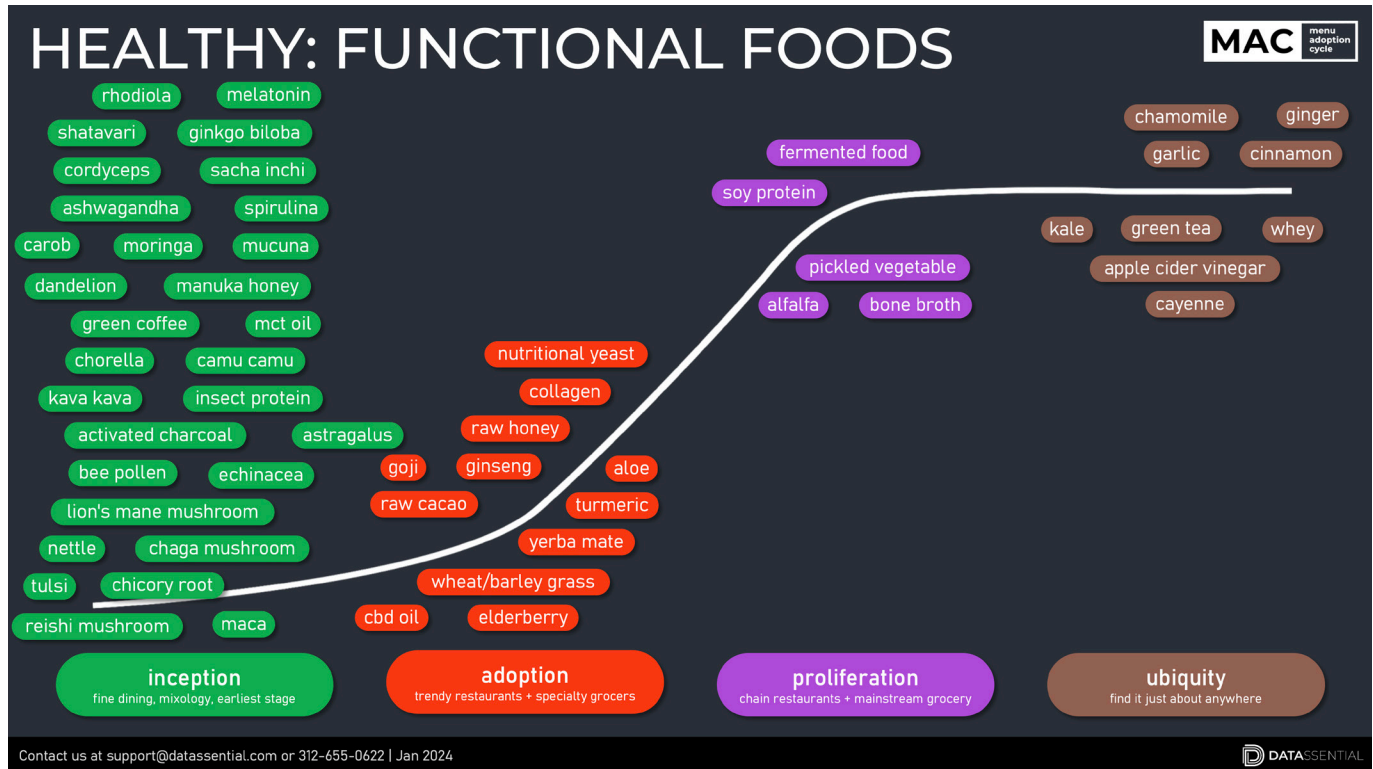 HEALTHY: FUNCTIONAL FOODS
MAC menu adoption cycle
rhodiola
melatonin
shatavari
ginkgo biloba
cordyceps
sacha inchi
ashwagandha
spirulina
carob
moringa
mucuna
dandelion
manuka honey
green coffee
mct oil
chorella
camu camu
kava kava
insect protein
activated charcoal
astragalus
bee pollen
echinacea
lion's mane mushroom
nettle
chaga mushroom
tulsi
chicory root
reishi mushroom
maca
nutritional yeast
collagen
raw honey
goji
ginseng
aloe
raw cacao
turmeric
yerba mate
wheat/barley grass
cbd oil
elderberry
fermented food
soy protein
pickled vegetable
alfalfa
bone broth
chamomile
ginger
garlic
cinnamon
kale
green tea
whey
apple cider vinegar
cayenne
inception
fine dining, mixology, earliest stage
adoption
trendy restaurants + specialty grocers
proliferation
chain restaurants + mainstream grocery
ubiquity
find it just about anywhere
Contact us at support@datassential.com or 312-655-0622 | Jan 2024
DATASSENTIAL